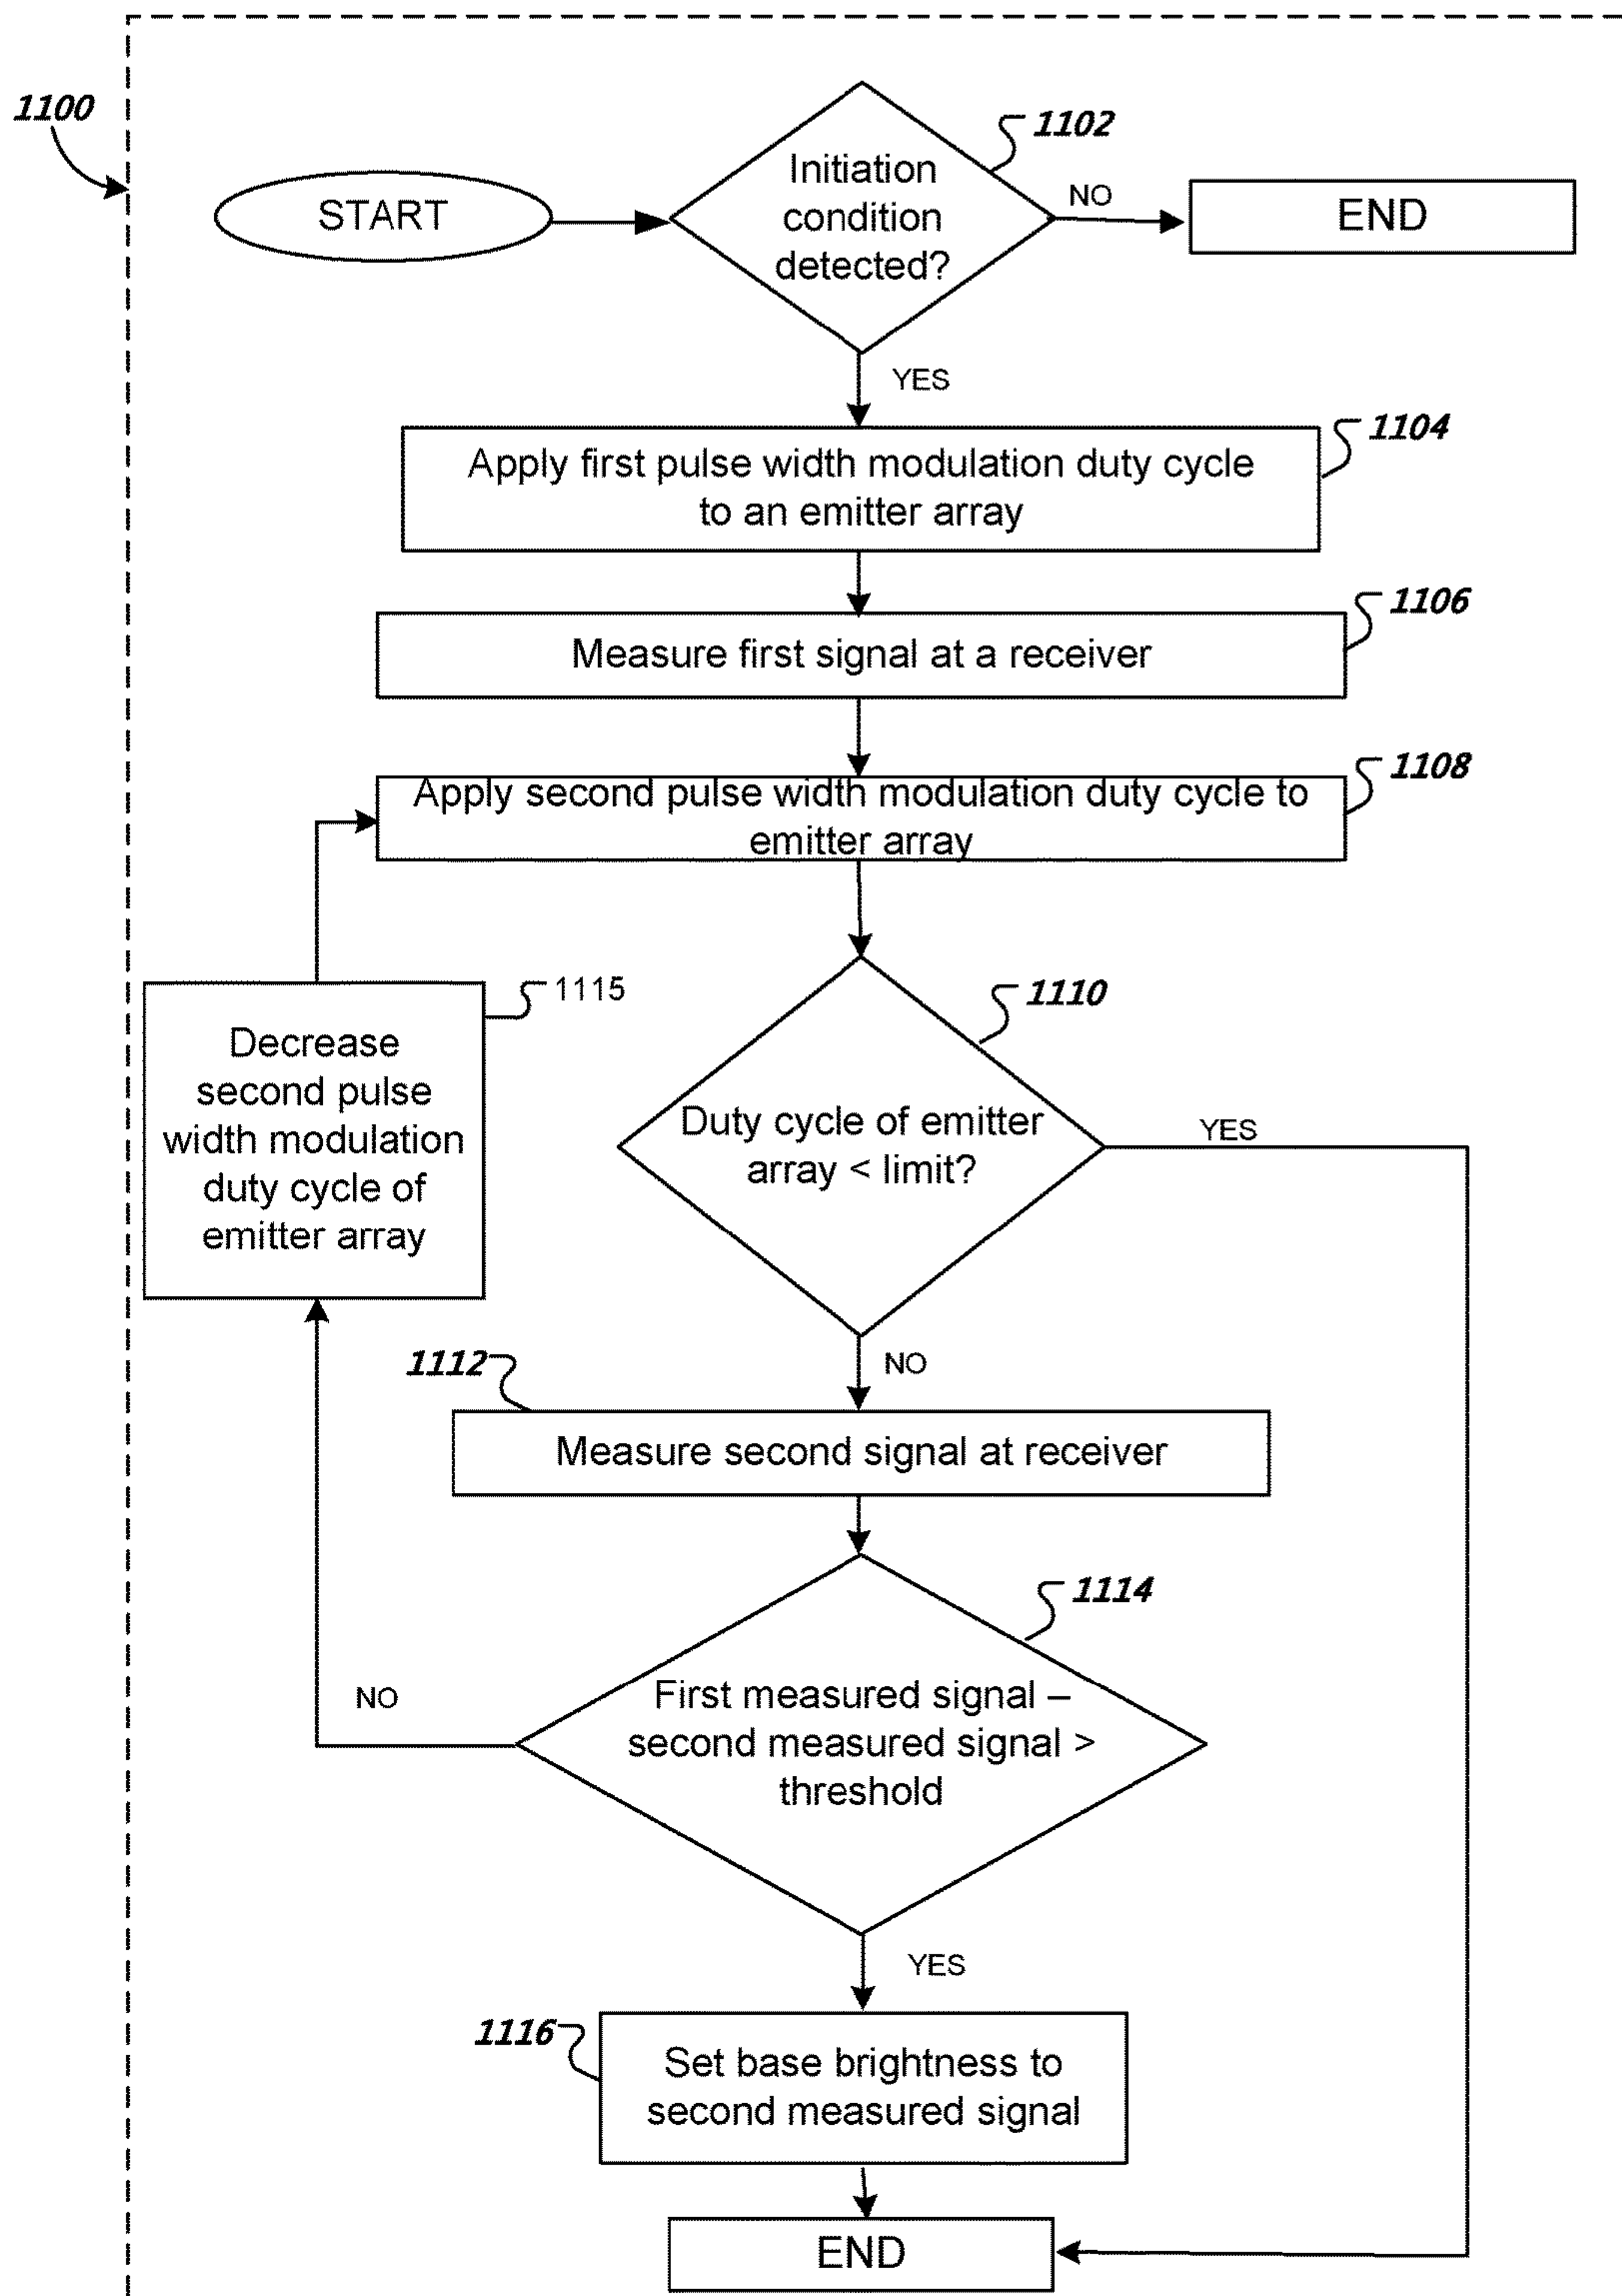 1100
1102
Initiation
condition
detected?
START
NO
END
YES
1104
Apply first pulse width modulation duty cycle
to an emitter array
1106
Measure first signal at a receiver
1108
Apply second pulse width modulation duty cycle to
emitter array
1115
Decrease
second pulse
width modulation
duty cycle of
emitter array
1110
Duty cycle of emitter
array < limit?
YES
NO
1112
Measure second signal at receiver
1114
First measured signal –
second measured signal >
threshold
NO
YES
1116
Set base brightness to
second measured signal
END